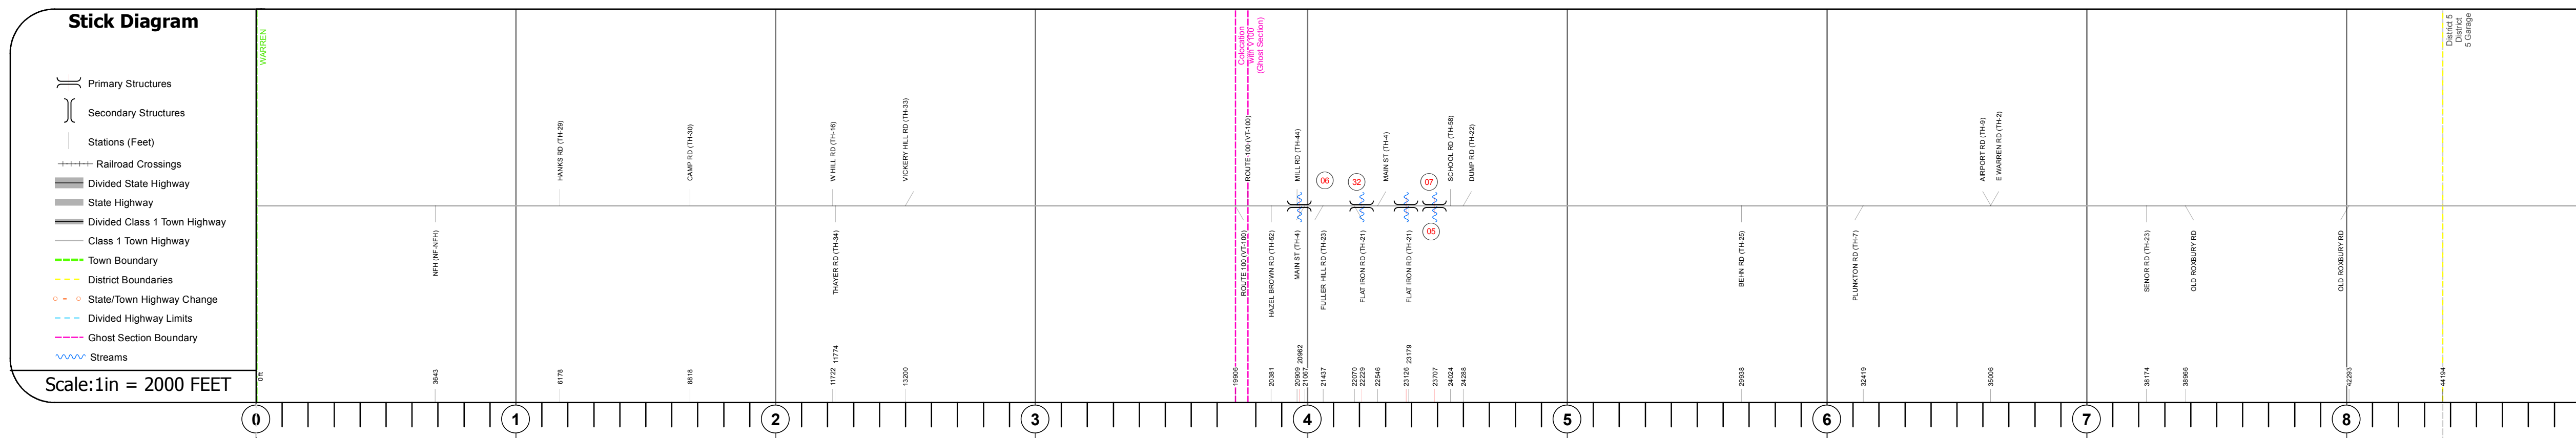 Stick Diagram
Primary Structures
Secondary Structures
Stations (Feet)
Railroad Crossings
Divided State Highway
State Highway
Divided Class 1 Town Highway
Class 1 Town Highway
Town Boundary
District Boundaries
State/Town Highway Change
Divided Highway Limits
Ghost Section Boundary
Streams
Scale:1in = 2000 FEET
WARREN
Colocation
with V100
(Ghost Section)
District 5
District
5 Garage
HANKS RD (TH-29)
CAMP RD (TH-30)
W HILL RD (TH-16)
VICKERY HILL RD (TH-33)
ROUTE 100 (VT-100)
MILL RD (TH-44)
06
32
MAIN ST (TH-4)
07
SCHOOL RD (TH-58)
DUMP RD (TH-22)
AIRPORT RD (TH-9)
E WARREN RD (TH-2)
NFH (NF-NFH)
THAYER RD (TH-34)
ROUTE 100 (VT-100)
HAZEL BROWN RD (TH-52)
MAIN ST (TH-4)
FULLER HILL RD (TH-23)
FLAT IRON RD (TH-21)
FLAT IRON RD (TH-21)
05
BEHN RD (TH-25)
PLUNKTON RD (TH-7)
SENOR RD (TH-23)
OLD ROXBURY RD
OLD ROXBURY RD
0 ft
3643
6178
8818
11722
11774
13200
19906
20381
20909
20962
21067
21437
22070
22229
22546
23126
23179
23707
24024
24288
29938
32419
35006
38174
38966
42293
44194
0
1
2
3
4
5
6
7
8